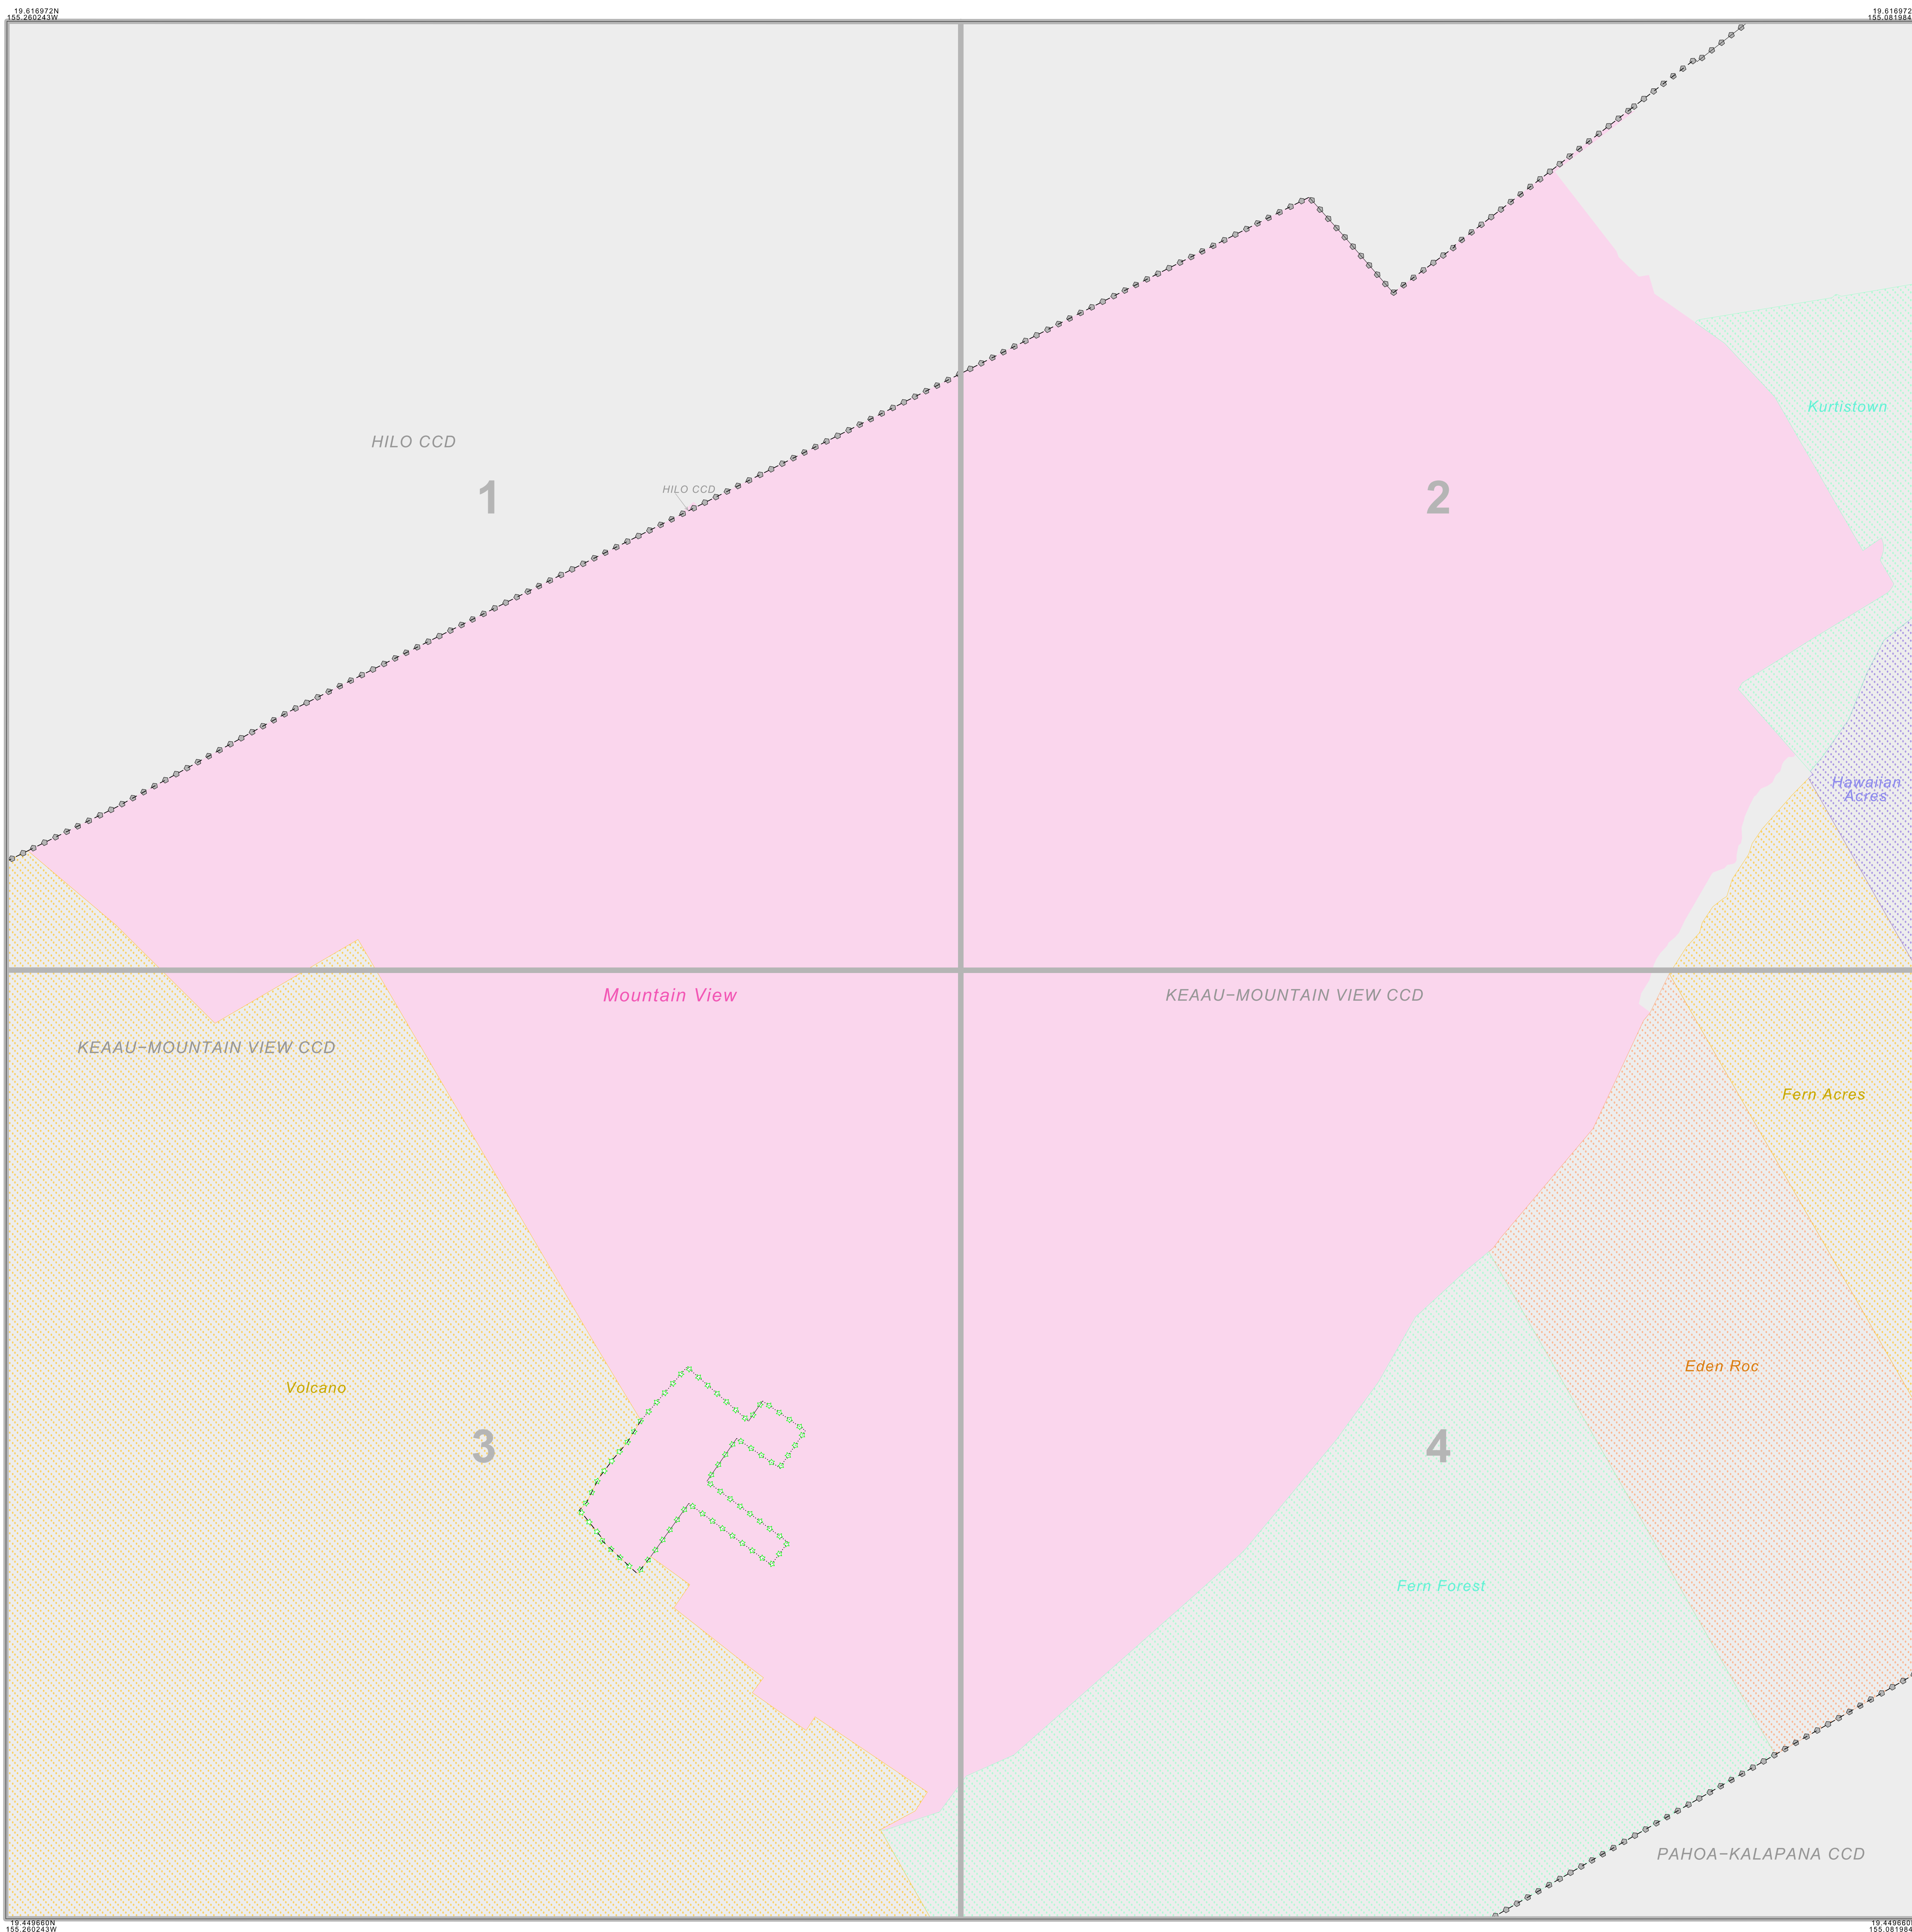 19.616972N
155.260243W
19.616972
155.081984
Kurtistown
HILO CCD
HILO CCD
1
2
Hawaiian
Acres
Mountain View
KEAAU-MOUNTAIN VIEW CCD
KEAAU-MOUNTAIN VIEW CCD
Fern Acres
Eden Roc
Volcano
3
4
Fern Forest
PAHOA-KALAPANA CCD
19.449660N
155.260243W
19.449660
155.081984